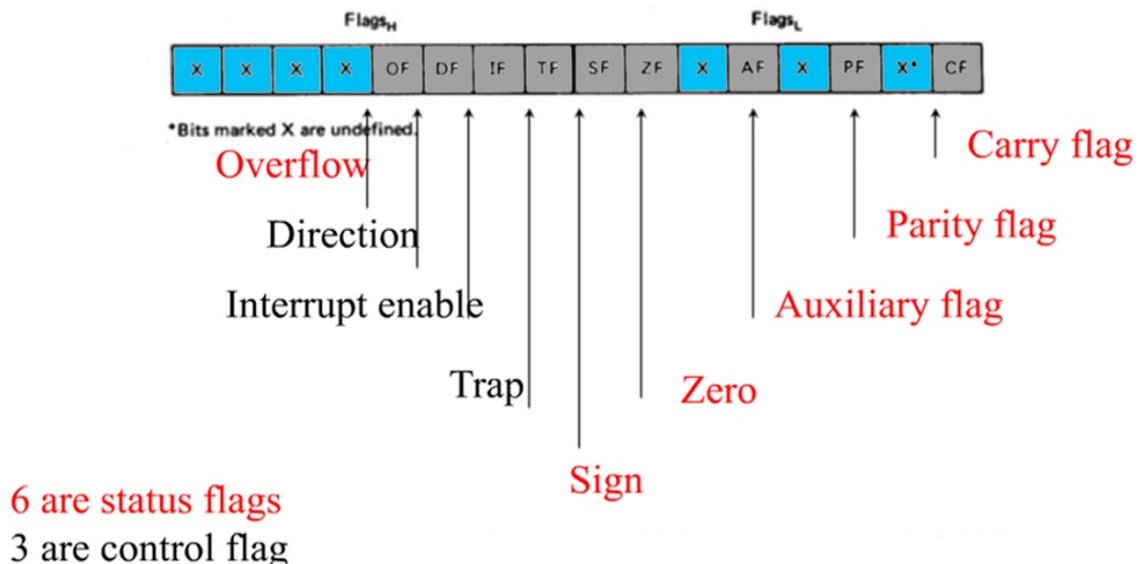 FlagsH FlagsL
X X X X OF DF IF TF SF ZF X AF X PF X* CF
*Bits marked X are undefined.
Overflow
Carry flag
Direction
Parity flag
Interrupt enable
Auxiliary flag
Trap
Zero
Sign
6 are status flags
3 are control flag